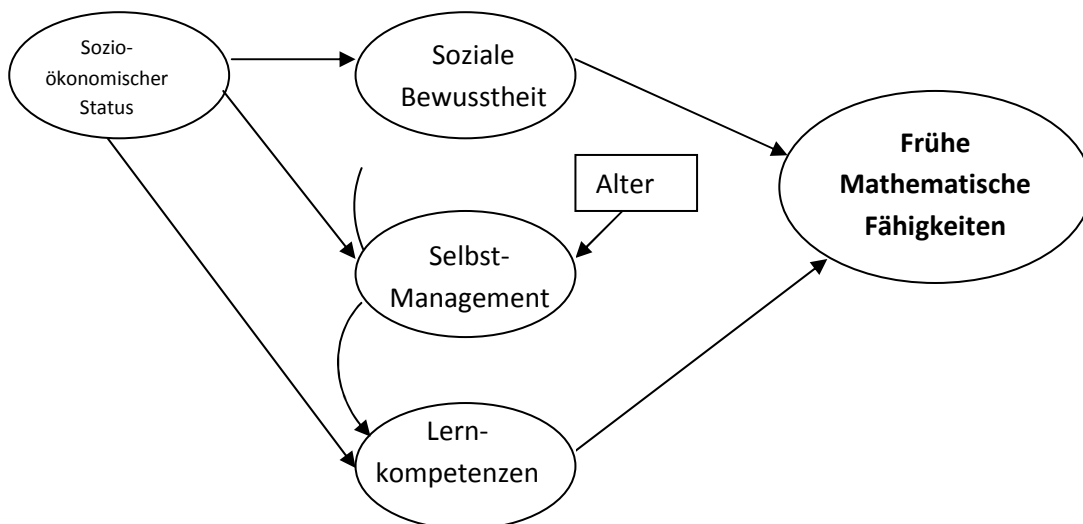 Sozio-
ökonomischer
Status
Soziale
Bewusstheit
Frühe
Mathematische
Fähigkeiten
Alter
Selbst-
Management
Lern-
kompetenzen